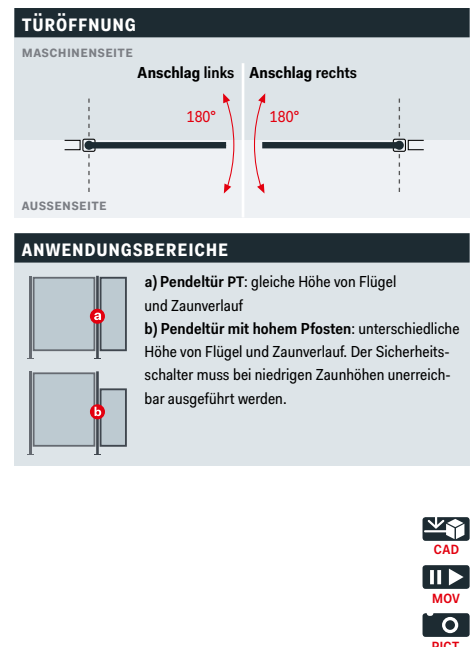 TÜRÖFFNUNG
MASCHINENSEITE
Anschlag links
Anschlag rechts
180°
180°
AUSSENSEITE
ANWENDUNGSBEREICHE
a
b
a) Pendeltür PT: gleiche Höhe von Flügel
und Zaunverlauf
b) Pendeltür mit hohem Pfosten: unterschiedliche
Höhe von Flügel und Zaunverlauf. Der Sicherheits-
schalter muss bei niedrigen Zaunhöhen unerreich-
bar ausgeführt werden.
CAD
MOV
PICT